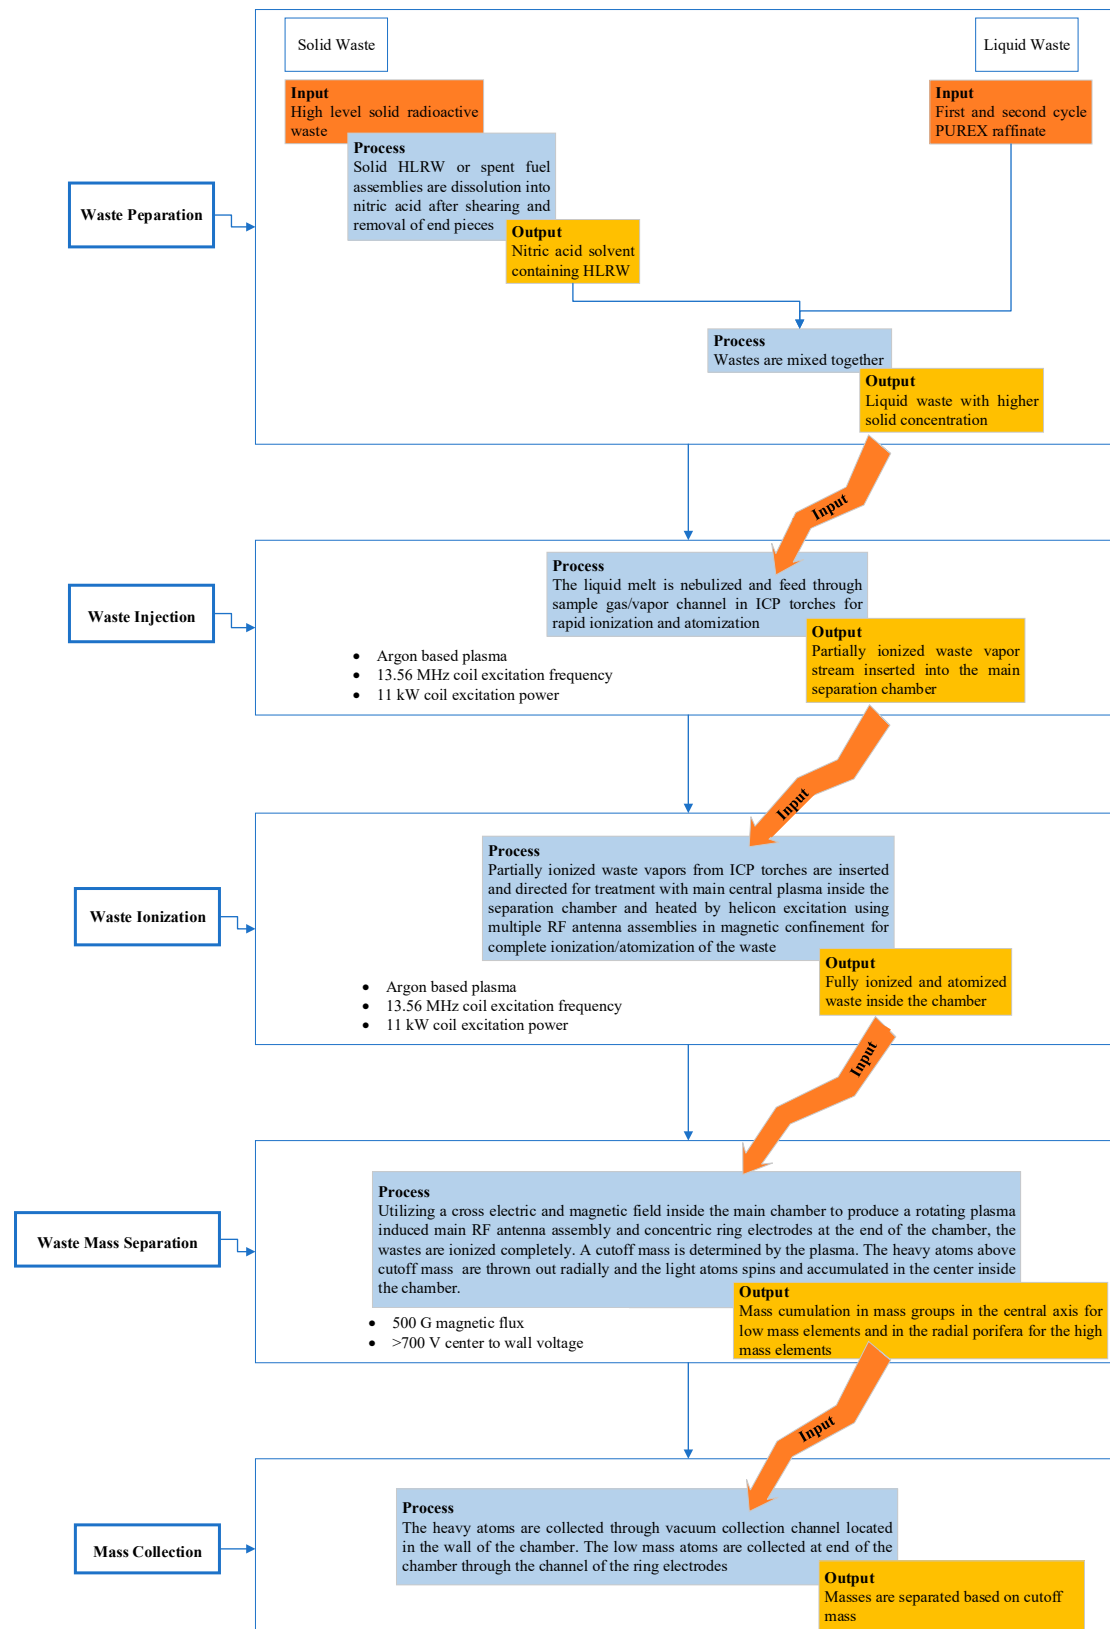 Solid Waste
Liquid Waste
Input
High level solid radioactive
waste
Input
First and second cycle
PUREX raffinate
Process
Solid HLRW or spent fuel
assemblies are dissolution into
nitric acid after shearing and
removal of end pieces
Waste Peparation
Output
Nitric acid solvent
containing HLRW
Process
Wastes are mixed together
Output
Liquid waste with higher
solid concentration
Input
Process
The liquid melt is nebulized and feed through
sample gas/vapor channel in ICP torches for
rapid ionization and atomization
Waste Injection
Output
Partially ionized waste vapor
stream inserted into the main
separation chamber
• Argon based plasma
• 13.56 MHz coil excitation frequency
• 11 kW coil excitation power
Input
Process
Partially ionized waste vapors from ICP torches are inserted
and directed for treatment with main central plasma inside the
separation chamber and heated by helicon excitation using
multiple RF antenna assemblies in magnetic confinement for
complete ionization/atomization of the waste
Waste Ionization
Output
Fully ionized and atomized
waste inside the chamber
• Argon based plasma
• 13.56 MHz coil excitation frequency
• 11 kW coil excitation power
Input
Process
Utilizing a cross electric and magnetic field inside the main chamber to produce a rotating plasma
induced main RF antenna assembly and concentric ring electrodes at the end of the chamber, the
wastes are ionized completely. A cutoff mass is determined by the plasma. The heavy atoms above
cutoff mass are thrown out radially and the light atoms spins and accumulated in the center inside
the chamber.
Waste Mass Separation
Output
Mass cumulation in mass groups in the central axis for
low mass elements and in the radial porifera for the high
mass elements
• 500 G magnetic flux
• >700 V center to wall voltage
Input
Process
The heavy atoms are collected through vacuum collection channel located
in the wall of the chamber. The low mass atoms are collected at end of the
chamber through the channel of the ring electrodes
Mass Collection
Output
Masses are separated based on cutoff
mass